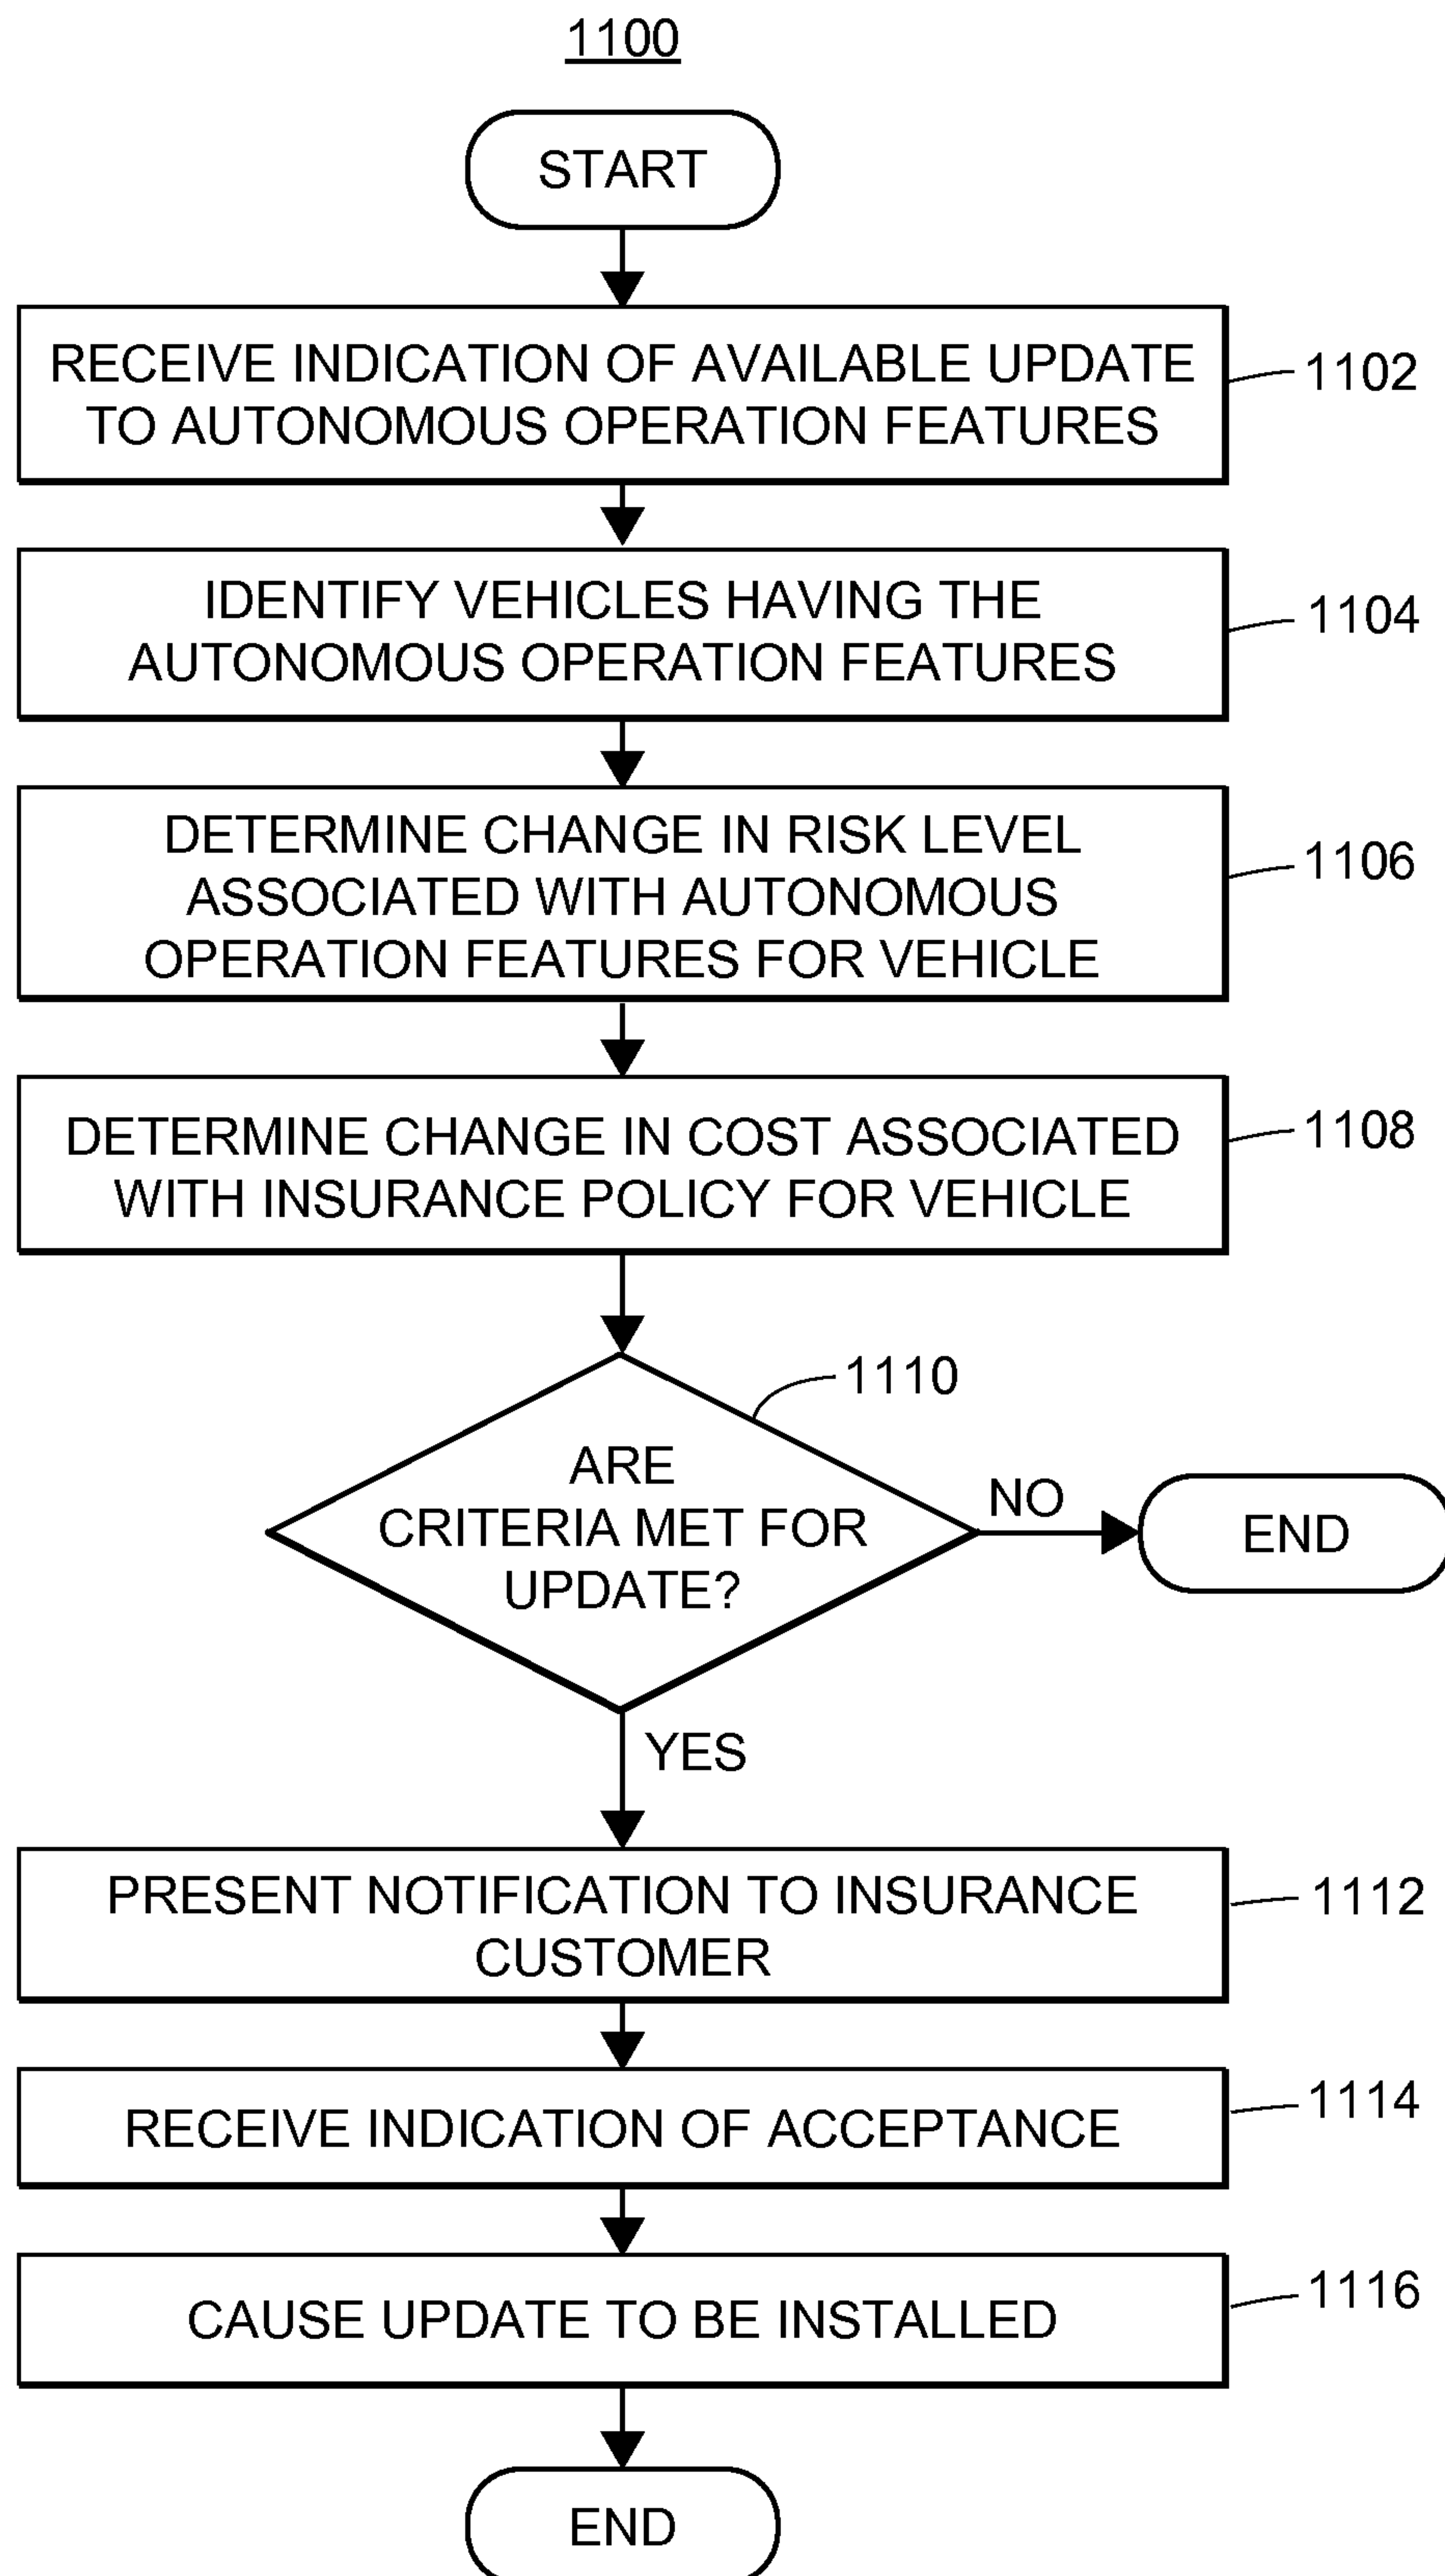 1100
START
RECEIVE INDICATION OF AVAILABLE UPDATE
TO AUTONOMOUS OPERATION FEATURES
1102
IDENTIFY VEHICLES HAVING THE
AUTONOMOUS OPERATION FEATURES
1104
DETERMINE CHANGE IN RISK LEVEL
ASSOCIATED WITH AUTONOMOUS
OPERATION FEATURES FOR VEHICLE
1106
DETERMINE CHANGE IN COST ASSOCIATED
WITH INSURANCE POLICY FOR VEHICLE
1108
1110
ARE
CRITERIA MET FOR
UPDATE?
NO
END
YES
PRESENT NOTIFICATION TO INSURANCE
CUSTOMER
1112
RECEIVE INDICATION OF ACCEPTANCE
1114
CAUSE UPDATE TO BE INSTALLED
1116
END